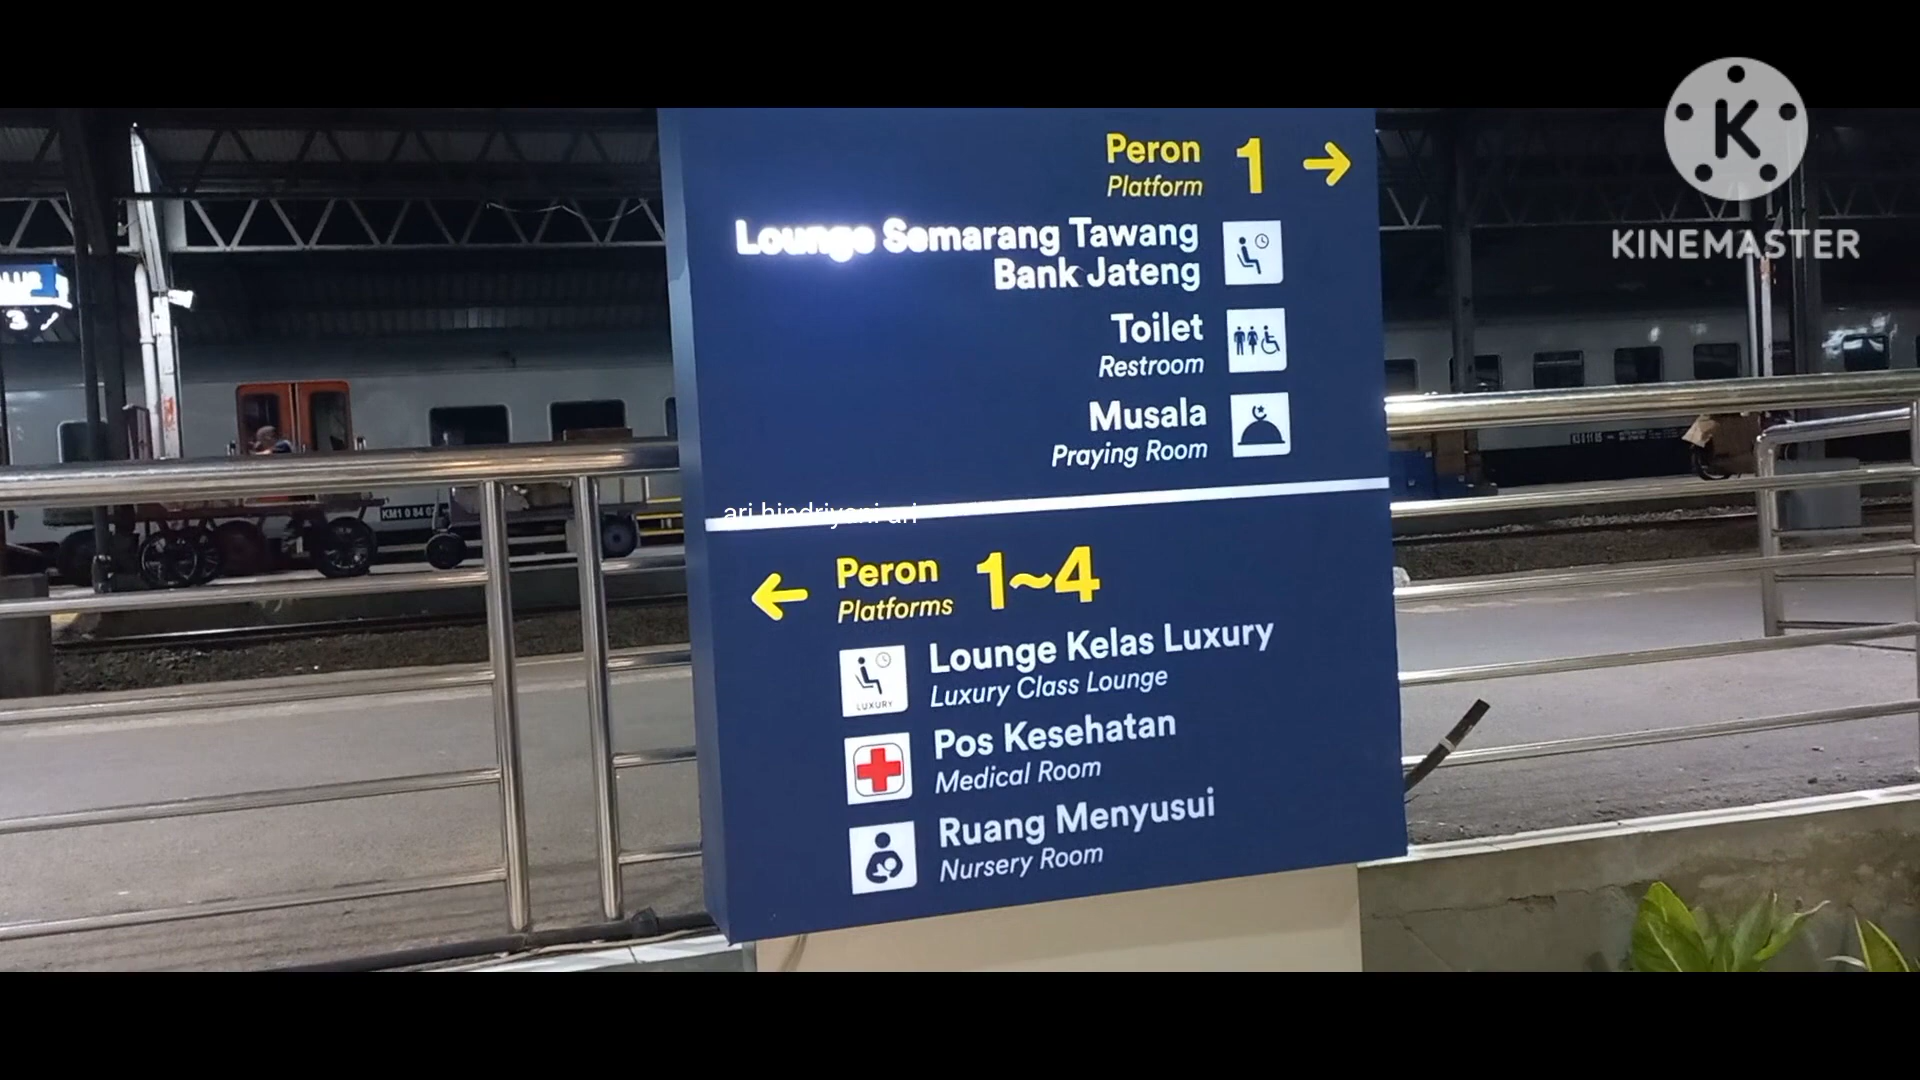 KINEMASTER
Peron 1
Platform
Lounge Semarang Tawang
Bank Jateng
Toilet
Restroom
Musala
Praying Room
ari hindriyani ari
Peron 1~4
Platforms
Lounge Kelas Luxury
Luxury Class Lounge
LUXURY
Pos Kesehatan
Medical Room
Ruang Menyusui
Nursery Room
3